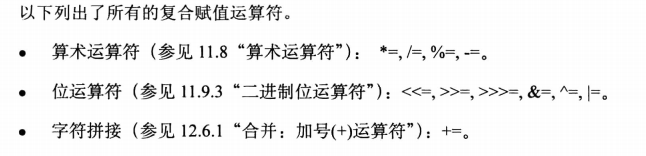 以下列出了所有的复合赋值运算符。
• 算术运算符（参见 11.8“算术运算符”）： *=, /=, %=, -=。
• 位运算符（参见 11.9.3“二进制位运算符”）：<<=, >>=, >>>=, &=, ^=, |=。
• 字符拼接（参见 12.6.1“合并：加号(+)运算符”）：+=。